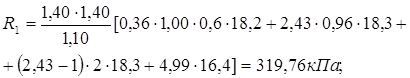 R₁ = 1,40·1,40/1,10 [0,36·1,00·0,6·18,2 + 2,43·0,96·18,3 +
+ (2,43 − 1)·2·18,3 + 4,99·16,4] = 319,76кПа;